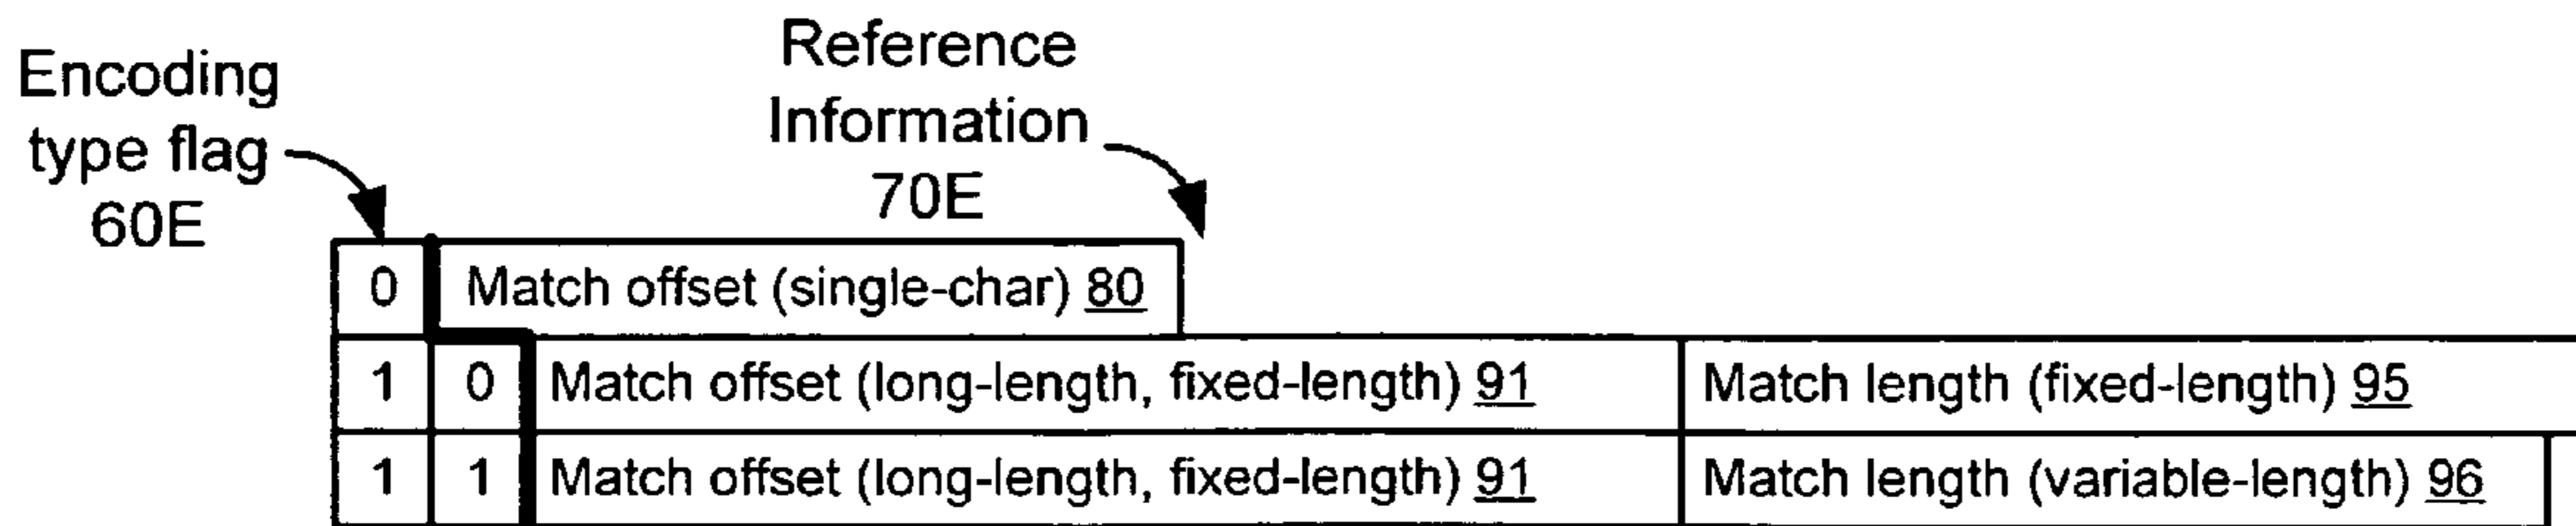 Encoding
type flag
60E
Reference
Information
70E
0 Match offset (single-char) 80
1 0 Match offset (long-length, fixed-length) 91 Match length (fixed-length) 95
1 1 Match offset (long-length, fixed-length) 91 Match length (variable-length) 96